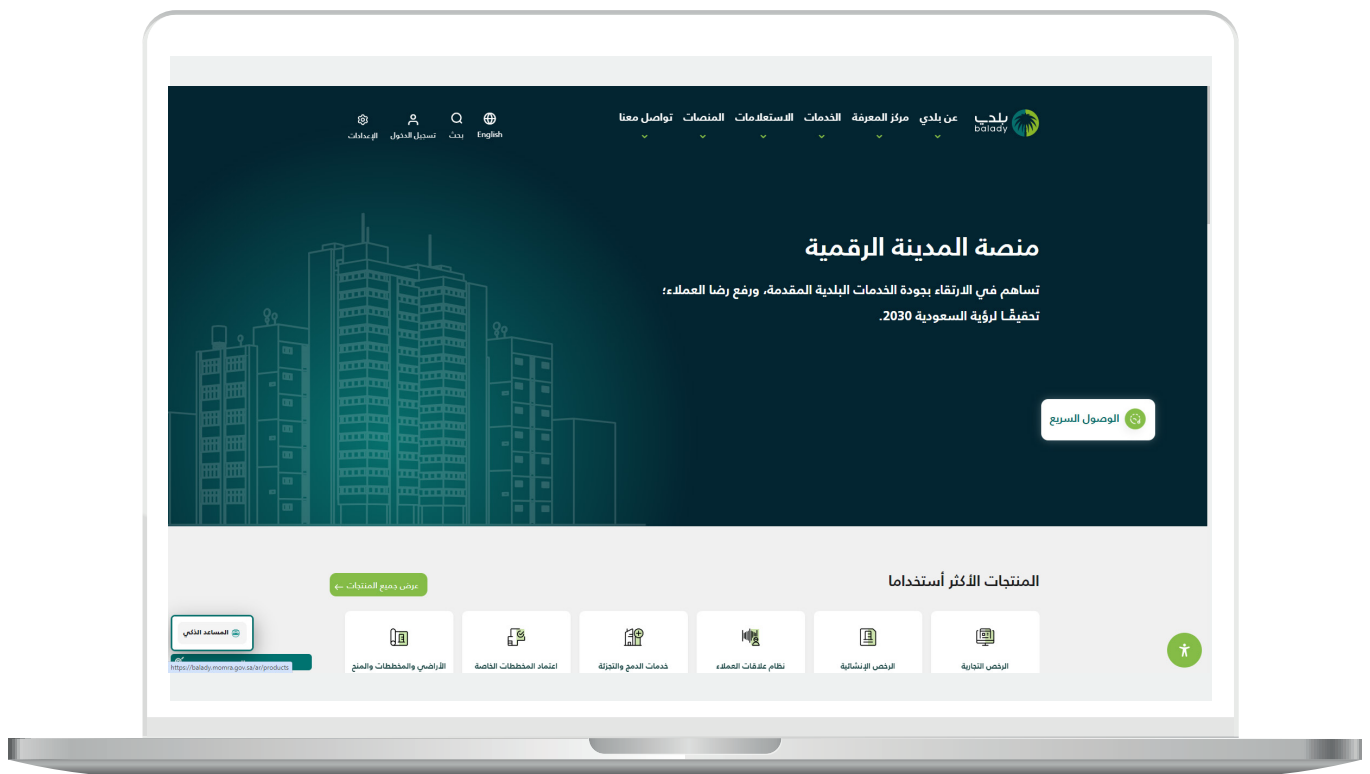 بلدي
balady
عن بلدي
مركز المعرفة
الخدمات
الاستعلامات
المنصات
تواصل معنا
English
بحث
تسجيل الدخول
الإعدادات
منصة المدينة الرقمية
تساهم في الارتقاء بجودة الخدمات البلدية المقدمة، ورفع رضا العملاء؛
تحقيقًا لرؤية السعودية 2030.
الوصول السريع
المنتجات الأكثر أستخداما
عرض جميع المنتجات ←
الرخص التجارية
الرخص الإنشائية
نظام علاقات العملاء
خدمات الدمج والتجزئة
اعتماد المخططات الخاصة
الأراضي والمخططات والمنح
المساعد الذكي
https://balady.momra.gov.sa/ar/products